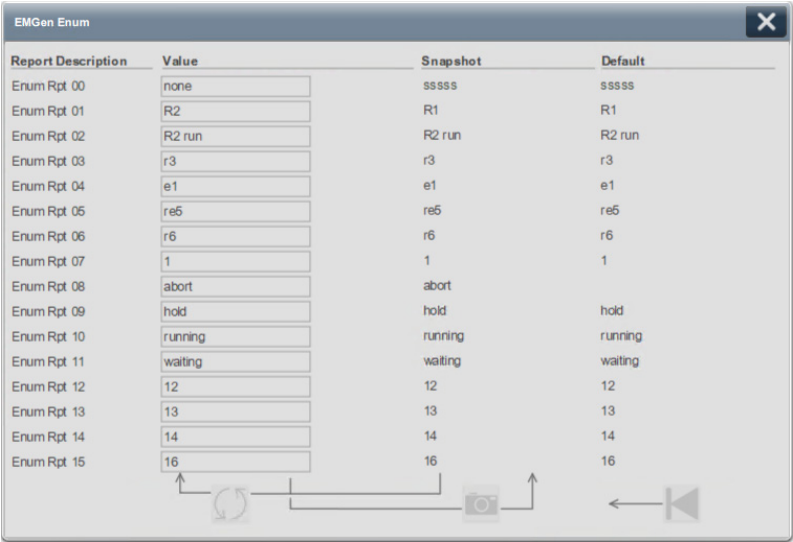 EMGen Enum
Report Description Value Snapshot Default
Enum Rpt 00 none sssss sssss
Enum Rpt 01 R2 R1 R1
Enum Rpt 02 R2 run R2 run R2 run
Enum Rpt 03 r3 r3 r3
Enum Rpt 04 e1 e1 e1
Enum Rpt 05 re5 re5 re5
Enum Rpt 06 r6 r6 r6
Enum Rpt 07 1 1 1
Enum Rpt 08 abort abort
Enum Rpt 09 hold hold hold
Enum Rpt 10 running running running
Enum Rpt 11 waiting waiting waiting
Enum Rpt 12 12 12 12
Enum Rpt 13 13 13 13
Enum Rpt 14 14 14 14
Enum Rpt 15 16 16 16